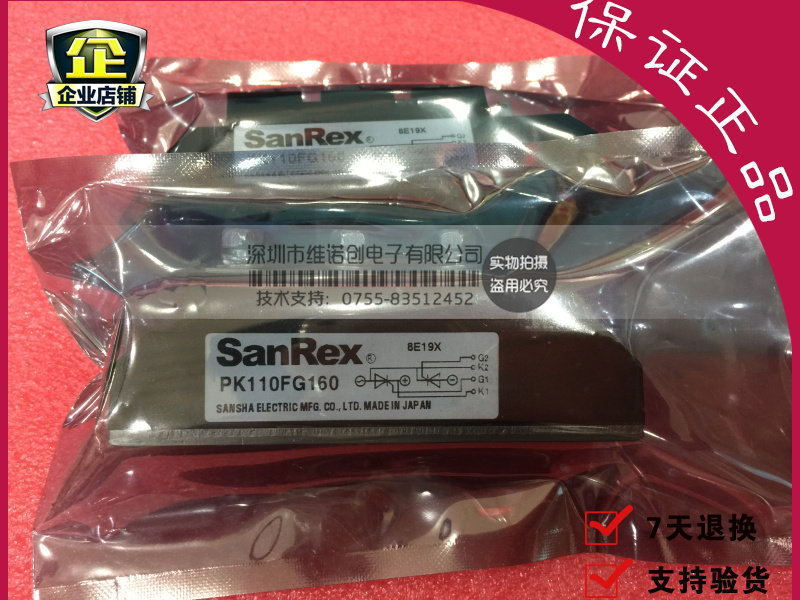 企
企业店铺
保证正品
SanRex®
8E19X
G2
PK110FG160
深圳市维诺创电子有限公司
技术支持: 0755-83512452
实物拍摄
盗用必究
SanRex®
8E19X
PK110FG160
G2
K2
G1
K1
SANSHA ELECTRIC MFG. CO., LTD. MADE IN JAPAN
7天退换
支持验货